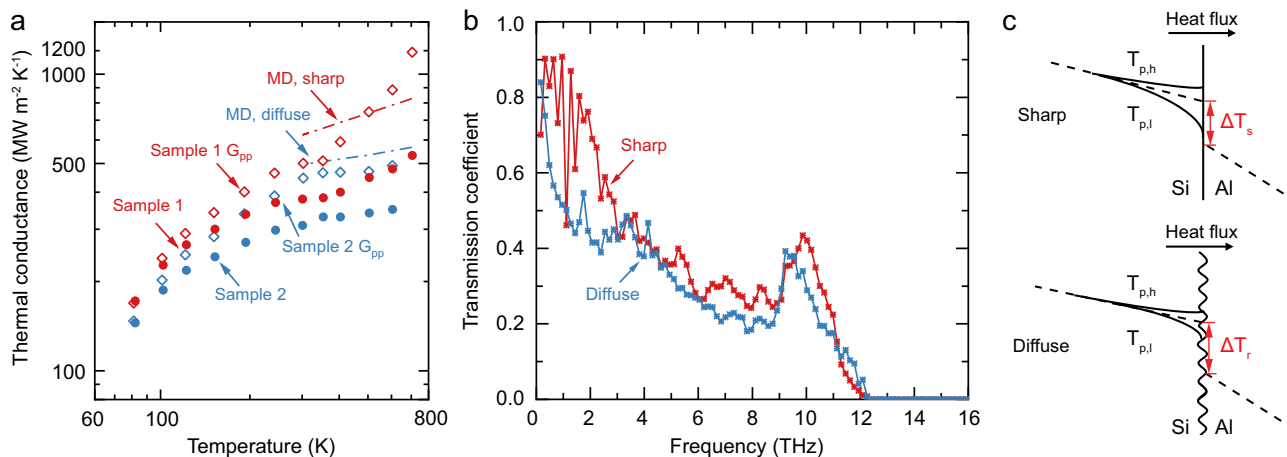 a
Thermal conductance (MW m⁻² K⁻¹)
1200
1000
500
100
60
100
800
Temperature (K)
MD, sharp
MD, diffuse
Sample 1 Gpp
Sample 1
Sample 2 Gpp
Sample 2
b
Transmission coefficient
1.0
0.8
0.6
0.4
0.2
0.0
0
2
4
6
8
10
12
14
16
Frequency (THz)
Sharp
Diffuse
c
Heat flux
Tp,h
Sharp
Tp,l
ΔTs
Si
Al
Heat flux
Tp,h
Diffuse
Tp,l
ΔTr
Si
Al